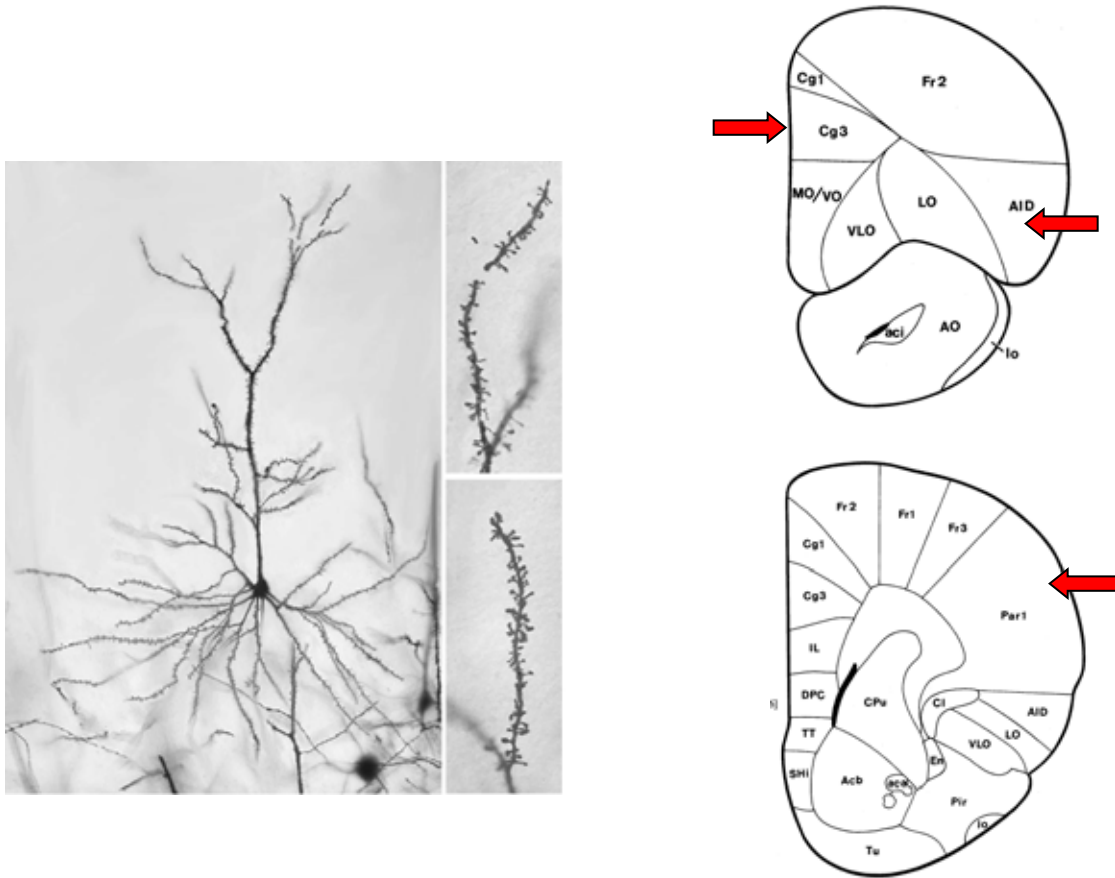 Cg1
Fr2
Cg3
MO/VO
LO
AID
VLO
aci
AO
lo
Fr2
Fr1
Fr3
Cg1
Cg3
Par1
IL
DPC
CPu
Cl
AID
TT
VLO
LO
En
SHi
Acb
acai
Pir
lo
Tu